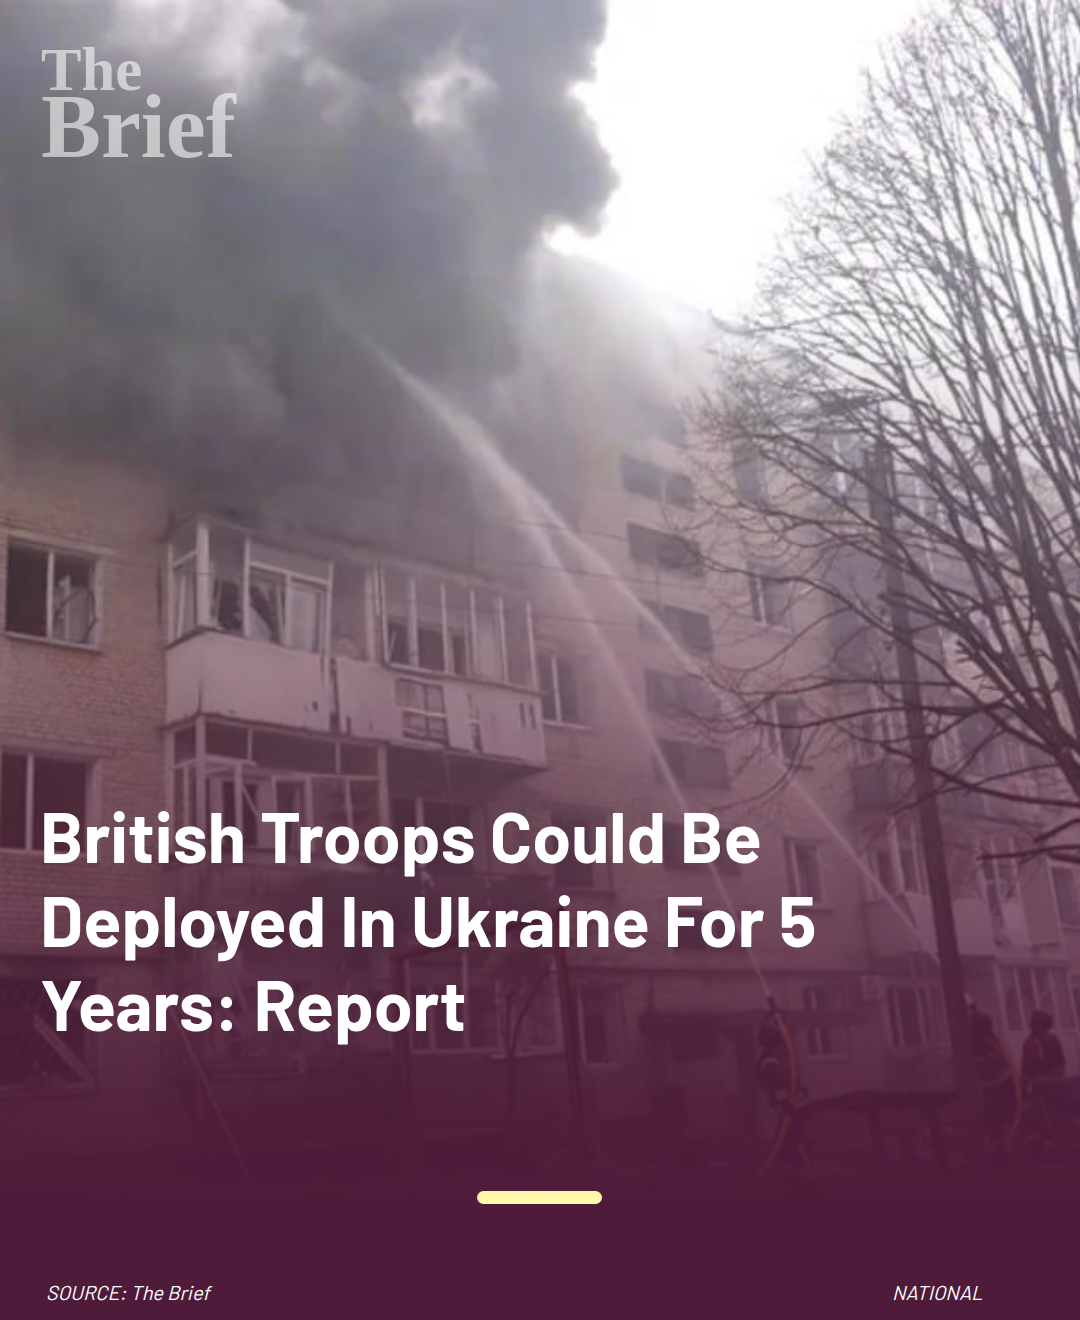 The
Brief
British Troops Could Be
Deployed In Ukraine For 5
Years: Report
SOURCE: The Brief
NATIONAL